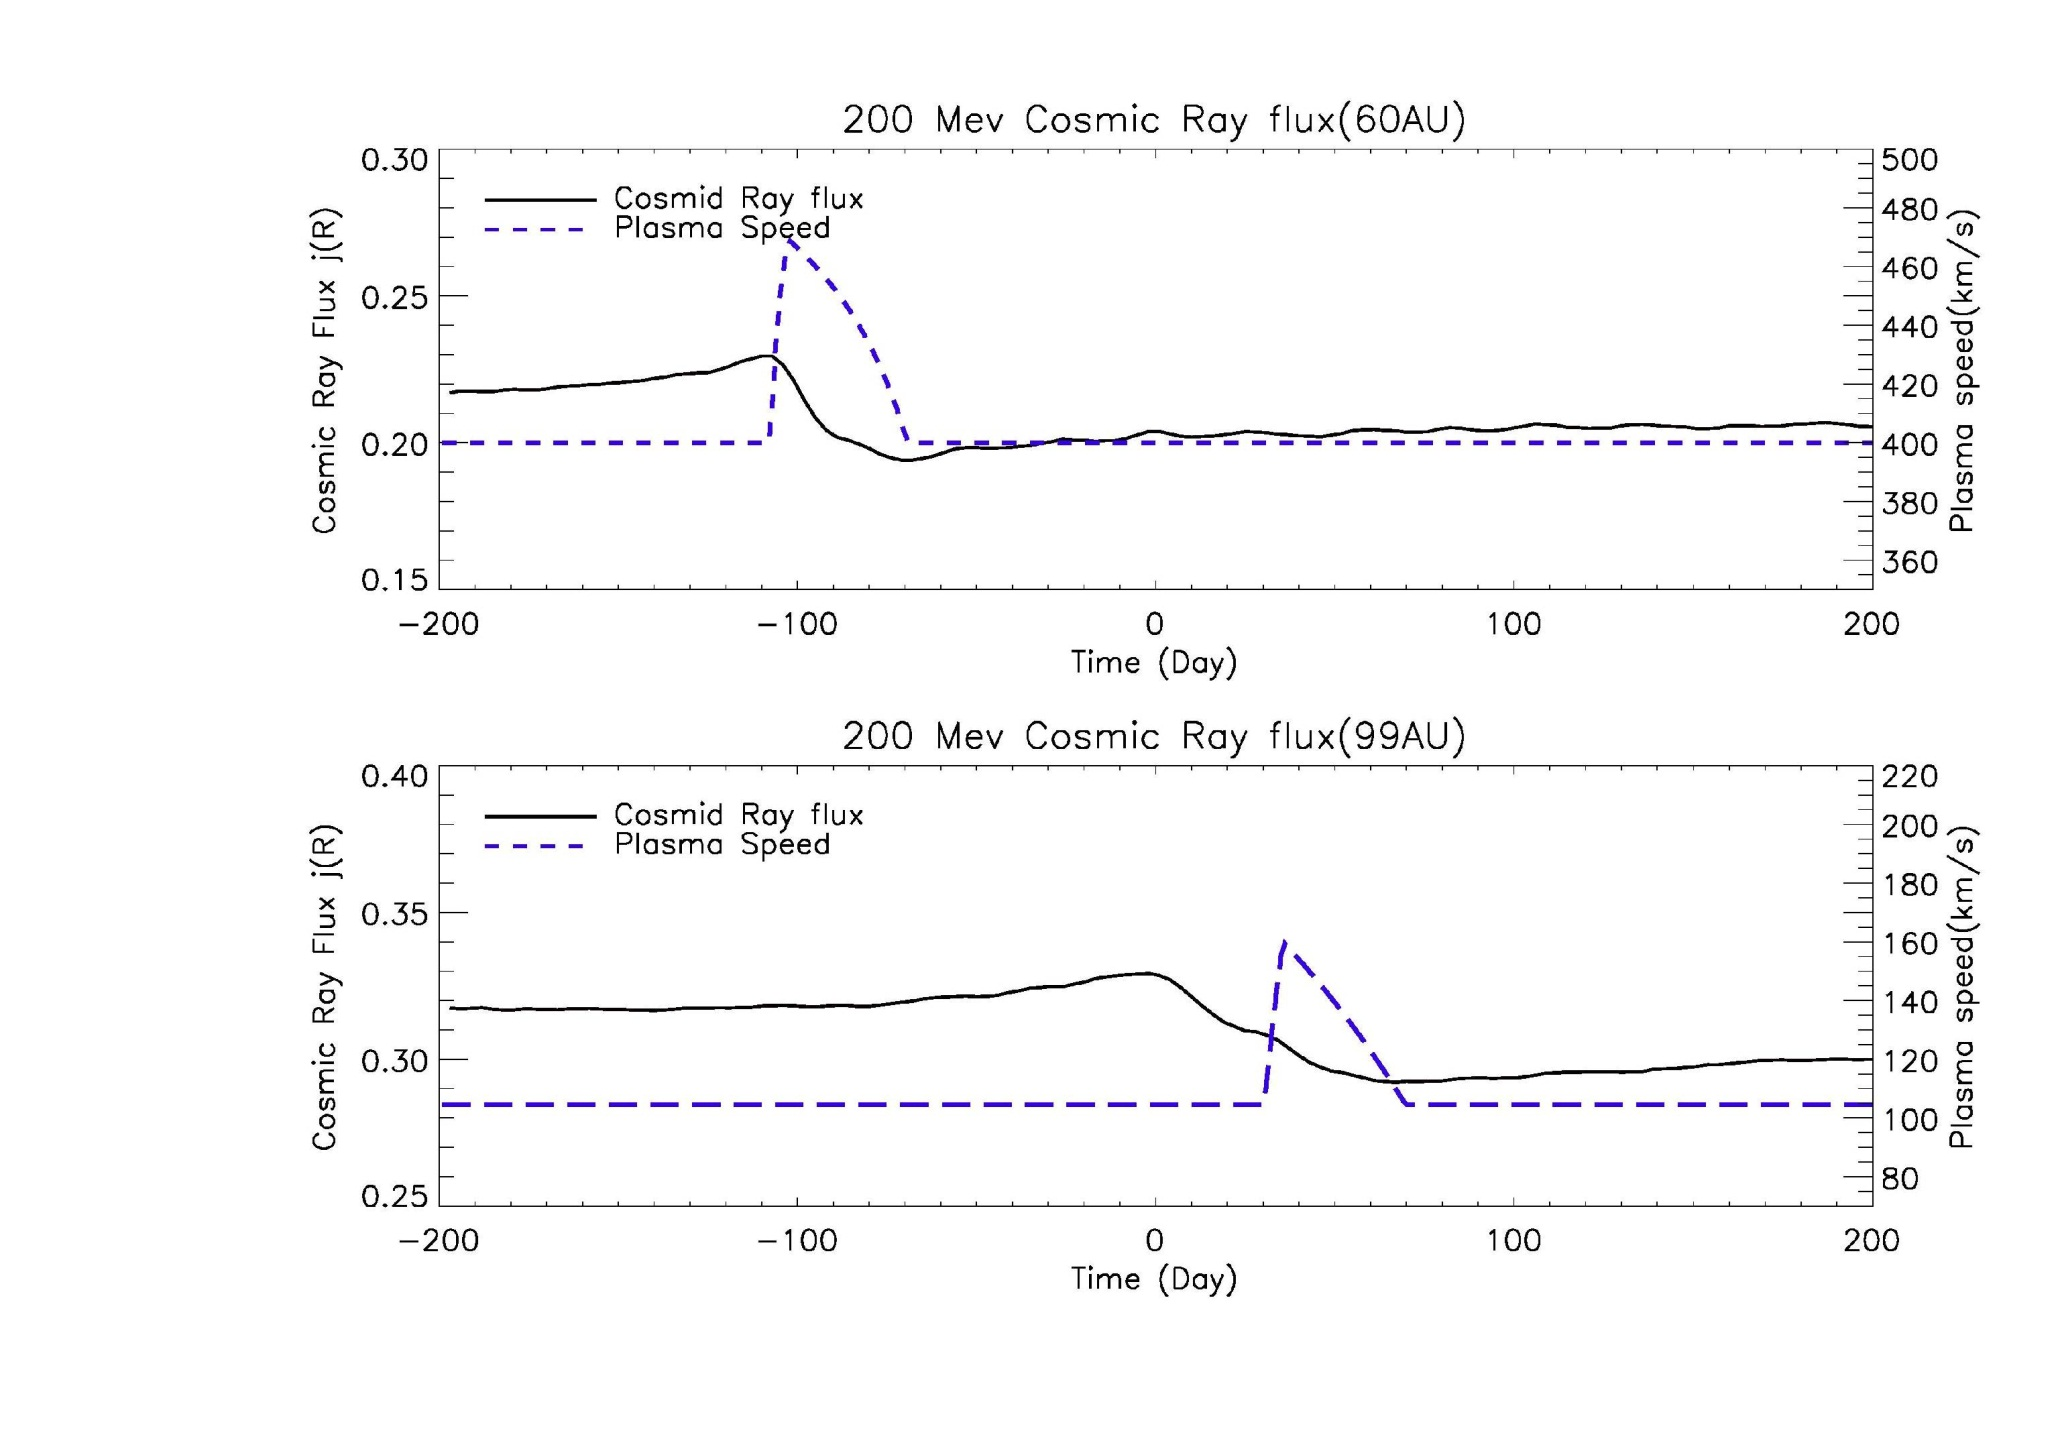 200 Mev Cosmic Ray flux(60AU)
0.30
0.25
0.20
0.15
Cosmic Ray Flux j(R)
Cosmid Ray flux
Plasma Speed
500
480
460
440
420
400
380
360
Plasma speed(km/s)
-200 -100 0 100 200
Time (Day)
200 Mev Cosmic Ray flux(99AU)
0.40
0.35
0.30
0.25
Cosmic Ray Flux j(R)
Cosmid Ray flux
Plasma Speed
220
200
180
160
140
120
100
80
Plasma speed(km/s)
-200 -100 0 100 200
Time (Day)